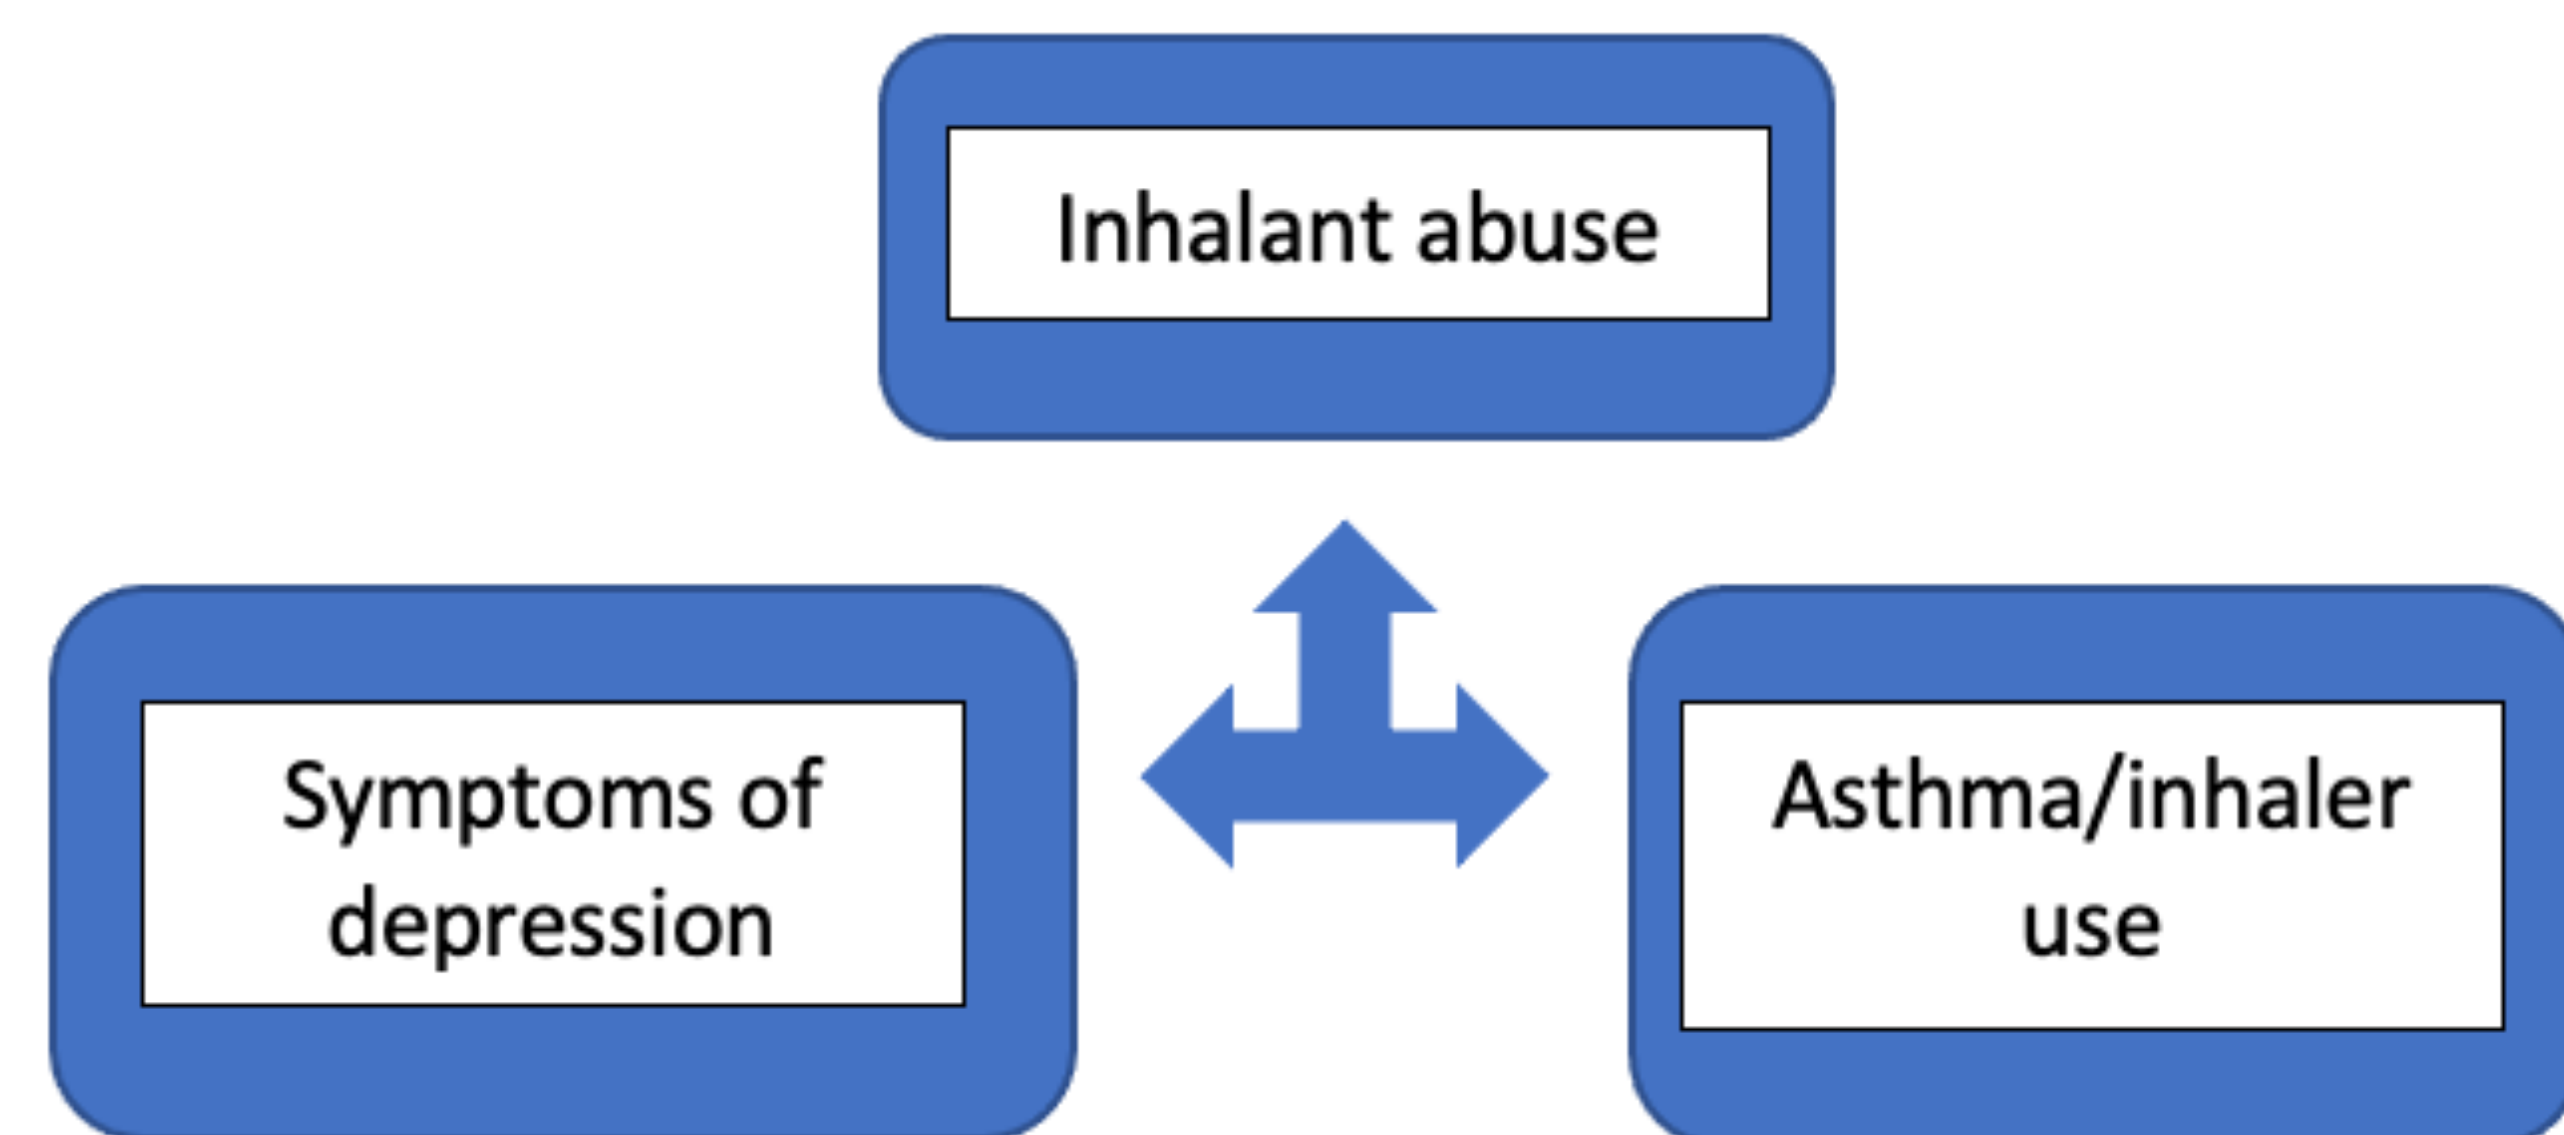 Inhalant abuse
Symptoms of
depression
Asthma/inhaler
use